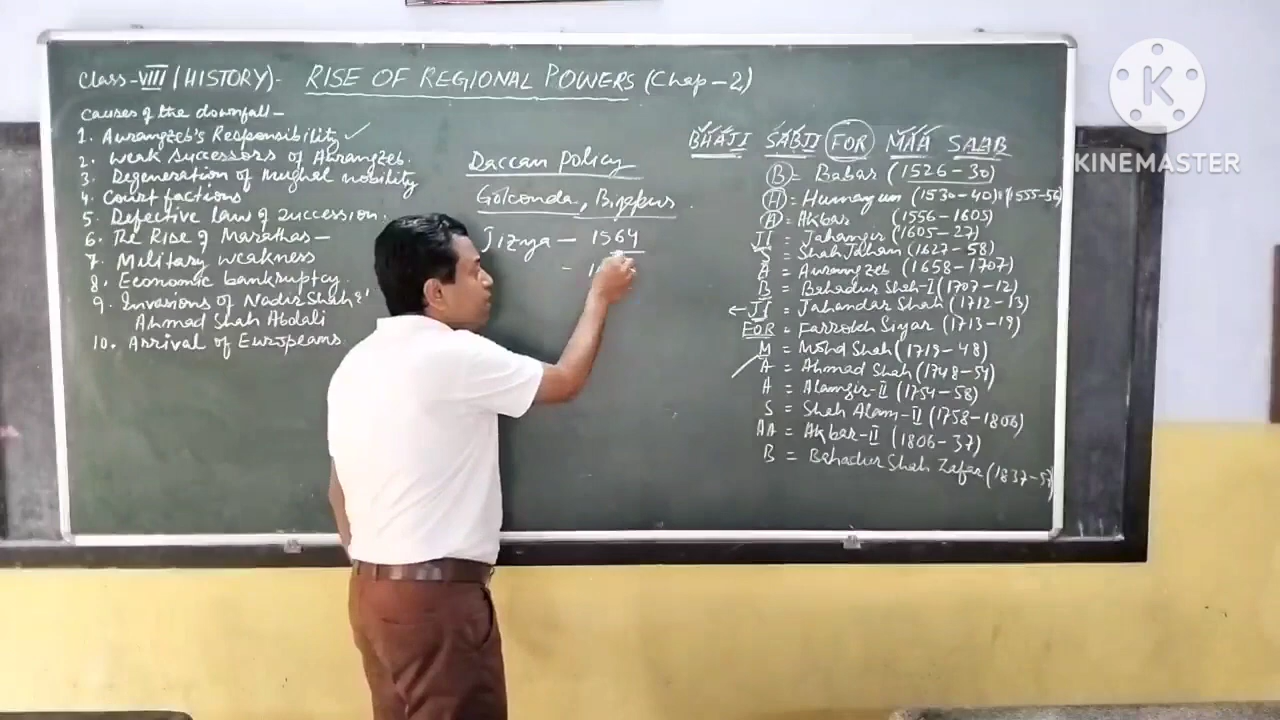 Class-VIII (HISTORY)- RISE OF REGIONAL POWERS (Chap-2)
Causes of the downfall-
1. Aurangzeb's Responsibility ✓
2. Weak successors of Aurangzeb.
3. Degeneration of Mughal nobility
4. Court factions
5. Defective law of succession.
6. The Rise of Marathas-
7. Military weakness
8. Economic bankruptcy
9. Invasions of Nadir Shah &
Ahmad Shah Abdali
10. Arrival of Europeans
Daccan Policy
Golconda,
Jizya - 1564
-
BHAJI SABJI FOR MAA SAAB
B = Babar (1526-30)
H = Humayun (1530-40) (1555-56)
A = Akbar (1556-1605)
JI = Jahangir (1605-27)
S = Shah Jahan (1627-58)
A = Aurangzeb (1658-1707)
B = Bahadur Shah-I (1707-12)
← JI = Jahandar Shah (1712-13)
FOR = Farrokh Siyar (1713-19)
M = Mohd Shah (1719-48)
A = Ahmad Shah (1748-54)
A = Alamgir-II (1754-58)
S = Shah Alam-II (1758-1806)
AA = Akbar-II (1806-37)
B = Bahadur Shah Zafar (1837-57)
K
KINEMASTER